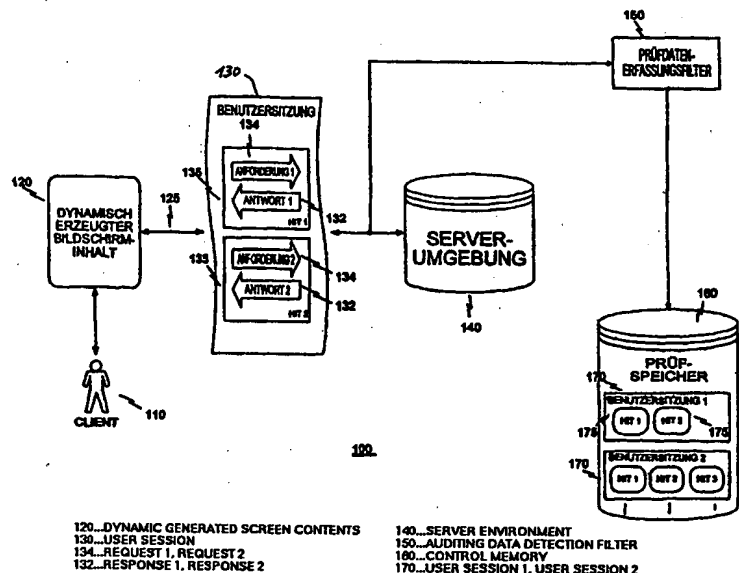 150
PRÜFDATEN-
ERFASSUNGSFILTER
130
BENUTZERSITZUNG
134
120
DYNAMISCH
ERZEUGTER
BILDSCHIRM-
INHALT
125
135
ANFORDERUNG 1
ANTWORT 1
132
HIT 1
ANFORDERUNG 2
134
135
ANTWORT 2
132
HIT 2
SERVER-
UMGEBUNG
140
110
CLIENT
160
PRÜF-
SPEICHER
170
BENUTZERSITZUNG 1
HIT 1
HIT 2
175
175
BENUTZERSITZUNG 2
170
HIT 1
HIT 2
HIT 3
100
120...DYNAMIC GENERATED SCREEN CONTENTS
130...USER SESSION
134...REQUEST 1, REQUEST 2
132...RESPONSE 1, RESPONSE 2
140...SERVER ENVIRONMENT
150...AUDITING DATA DETECTION FILTER
160...CONTROL MEMORY
170...USER SESSION 1, USER SESSION 2